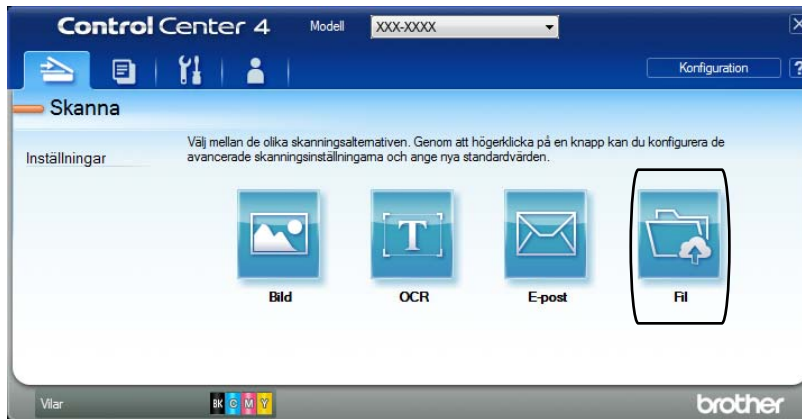 Control Center 4
Modell
XXX-XXXX
Konfiguration
?
Skanna
Inställningar
Välj mellan de olika skanningsalternativen. Genom att högerklicka på en knapp kan du konfigurera de
avancerade skanningsinställningarna och ange nya standardvärden.
T
Bild
OCR
E-post
Fil
Vilar
BK C M Y
brother